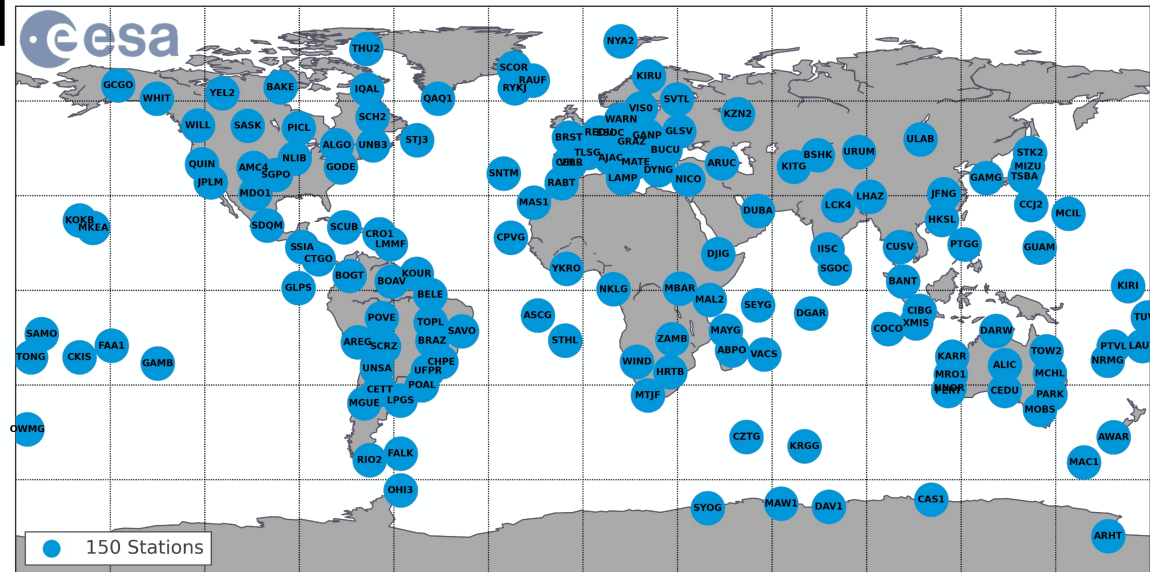 esa
THU2
NYA2
SCOR
RAUF
RYKJ
KIRU
GCGO
WHIT
YEL2
BAKE
IQAL
QAQ1
VIS0
SVTL
KZN2
WILL
SASK
PICL
SCH2
STJ3
WARN
GANP
GLSV
BRST
ULAB
ALGO
UNB3
TLSG
GRAZ
BUCU
BSHK
URUM
STK2
QUIN
AMC4
NLIB
GODE
SNTM
AJAC
MATE
ARUC
KITG
MIZU
JPLM
SGPO
RABT
LAMP
DYNG
NICO
GAMG
TSBA
MDO1
MAS1
DUBA
LCK4
LHAZ
JFNG
CCJ2
MCIL
KOKB
MKEA
SDQM
SCUB
CRO1
HKSL
SSIA
CTGO
LMMF
CPVG
DJIG
IISC
CUSV
PTGG
GUAM
GLPS
BOGT
BOAV
KOUR
YKRO
NKLG
MBAR
SGOC
BANT
KIRI
BELE
MAL2
SEYG
DGAR
CIBG
XMIS
COCO
SAMO
POVE
TOPL
SAVO
ASCG
STHL
ZAMB
MAYG
DARW
TONG
CKIS
FAA1
GAMB
AREG
SCRZ
BRAZ
CHPE
WIND
ABPO
VACS
KARR
ALIC
TOW2
PTVL
NRMG
UNSA
UFPR
HRTB
MRO1
MCHL
CETT
POAL
MGUE
LPGS
MTJF
CEDU
PARK
MOBS
OWMG
CZTG
KRGG
AWAR
MAC1
RIO2
FALK
OHI3
SYOG
MAW1
DAV1
CAS1
ARHT
150 Stations